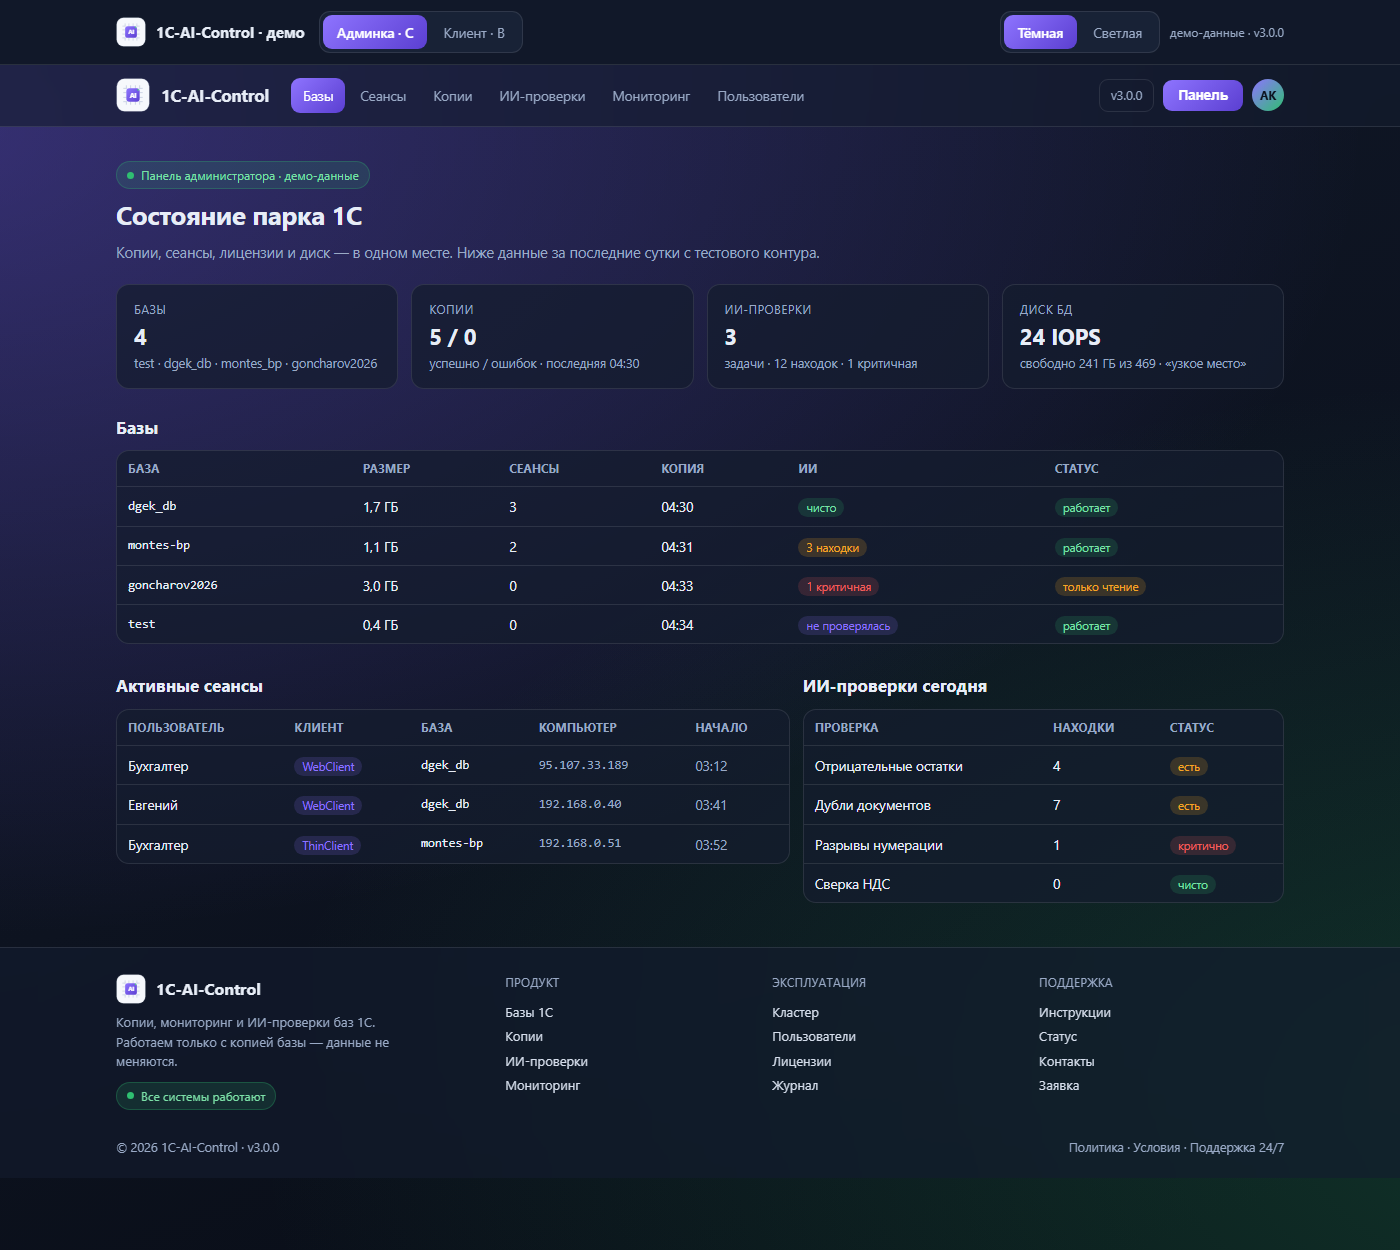 AI 1C-AI-Control · демо Админка · C Клиент · B Тёмная Светлая демо-данные · v3.0.0
AI 1C-AI-Control Базы Сеансы Копии ИИ-проверки Мониторинг Пользователи v3.0.0 Панель АК
Панель администратора · демо-данные
Состояние парка 1С
Копии, сеансы, лицензии и диск — в одном месте. Ниже данные за последние сутки с тестового контура.
БАЗЫ
4
test · dgek_db · montes_bp · goncharov2026
КОПИИ
5 / 0
успешно / ошибок · последняя 04:30
ИИ-ПРОВЕРКИ
3
задачи · 12 находок · 1 критичная
ДИСК БД
24 IOPS
свободно 241 ГБ из 469 · «узкое место»
Базы
БАЗА РАЗМЕР СЕАНСЫ КОПИЯ ИИ СТАТУС
dgek_db 1,7 ГБ 3 04:30 чисто работает
montes-bp 1,1 ГБ 2 04:31 3 находки работает
goncharov2026 3,0 ГБ 0 04:33 1 критичная только чтение
test 0,4 ГБ 0 04:34 не проверялась работает
Активные сеансы
ПОЛЬЗОВАТЕЛЬ КЛИЕНТ БАЗА КОМПЬЮТЕР НАЧАЛО
Бухгалтер WebClient dgek_db 95.107.33.189 03:12
Евгений WebClient dgek_db 192.168.0.40 03:41
Бухгалтер ThinClient montes-bp 192.168.0.51 03:52
ИИ-проверки сегодня
ПРОВЕРКА НАХОДКИ СТАТУС
Отрицательные остатки 4 есть
Дубли документов 7 есть
Разрывы нумерации 1 критично
Сверка НДС 0 чисто
AI 1C-AI-Control
Копии, мониторинг и ИИ-проверки баз 1С.
Работаем только с копией базы — данные не
меняются.
Все системы работают
ПРОДУКТ
Базы 1С
Копии
ИИ-проверки
Мониторинг
ЭКСПЛУАТАЦИЯ
Кластер
Пользователи
Лицензии
Журнал
ПОДДЕРЖКА
Инструкции
Статус
Контакты
Заявка
© 2026 1C-AI-Control · v3.0.0
Политика · Условия · Поддержка 24/7